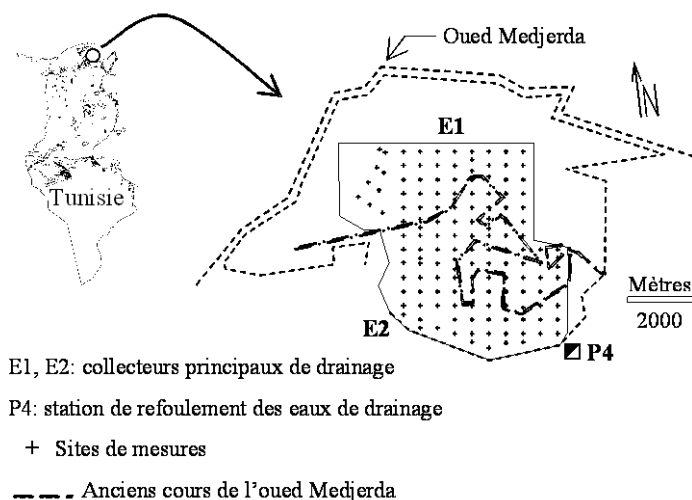 Oued Medjerda
N
E1
Tunisie
Mètres
2000
E2
P4
E1, E2: collecteurs principaux de drainage
P4: station de refoulement des eaux de drainage
+ Sites de mesures
Anciens cours de l'oued Medjerda